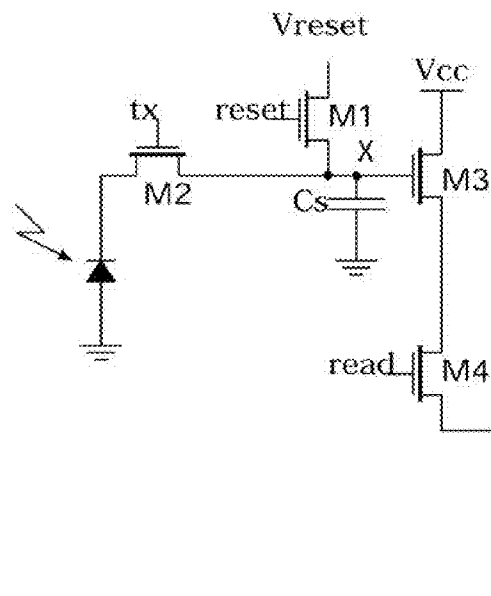 Vreset
Vcc
tx
reset
M1
X
M2
M3
Cs
read
M4